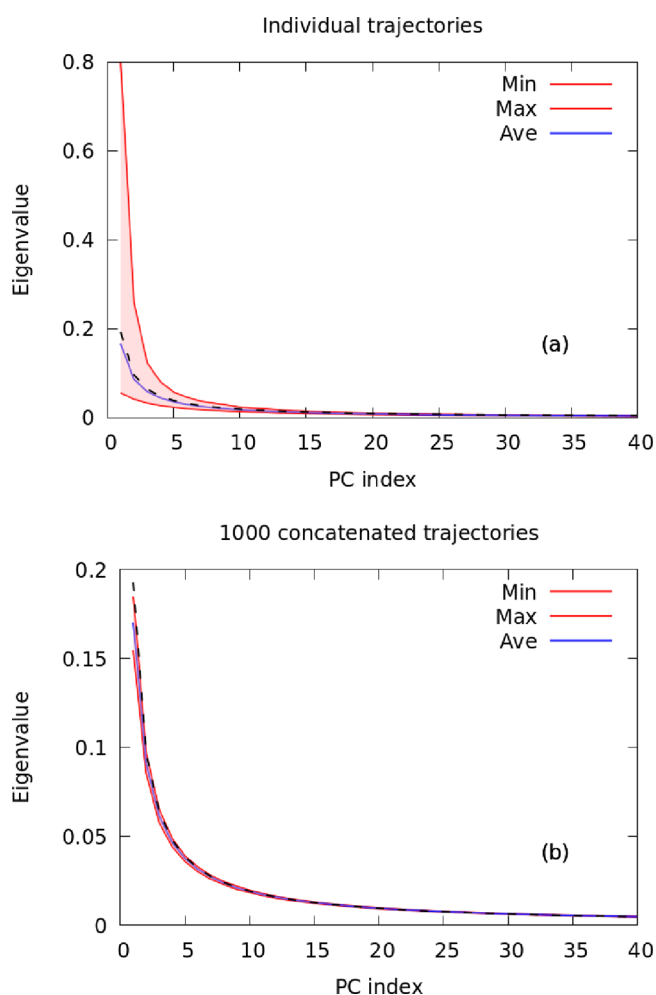 Individual trajectories
0.8
Min
Max
Ave
0.6
Eigenvalue
0.4
0.2
(a)
0
0 5 10 15 20 25 30 35 40
PC index
1000 concatenated trajectories
0.2
Min
Max
Ave
0.15
Eigenvalue
0.1
0.05
(b)
0
0 5 10 15 20 25 30 35 40
PC index